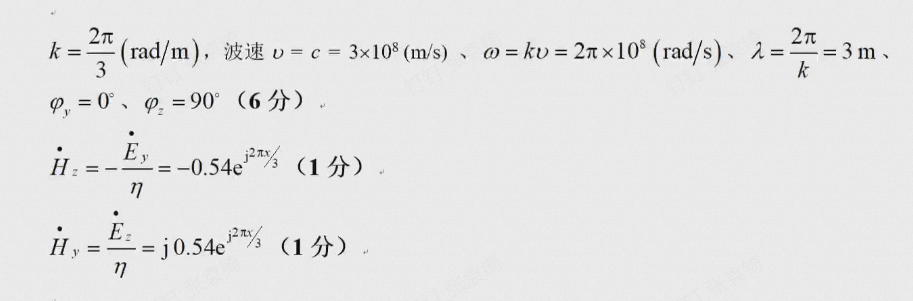 k = 2π/3 (rad/m)，波速 υ = c = 3×10⁸ (m/s) 、 ω = kυ = 2π×10⁸ (rad/s)、 λ = 2π/k = 3 m 、
φ_y = 0° 、 φ_z = 90°（6 分）
Ḣ_z = −Ė_y/η = −0.54e^{j2πx/3}（1 分）
Ḣ_y = Ė_z/η = j0.54e^{j2πx/3}（1 分）